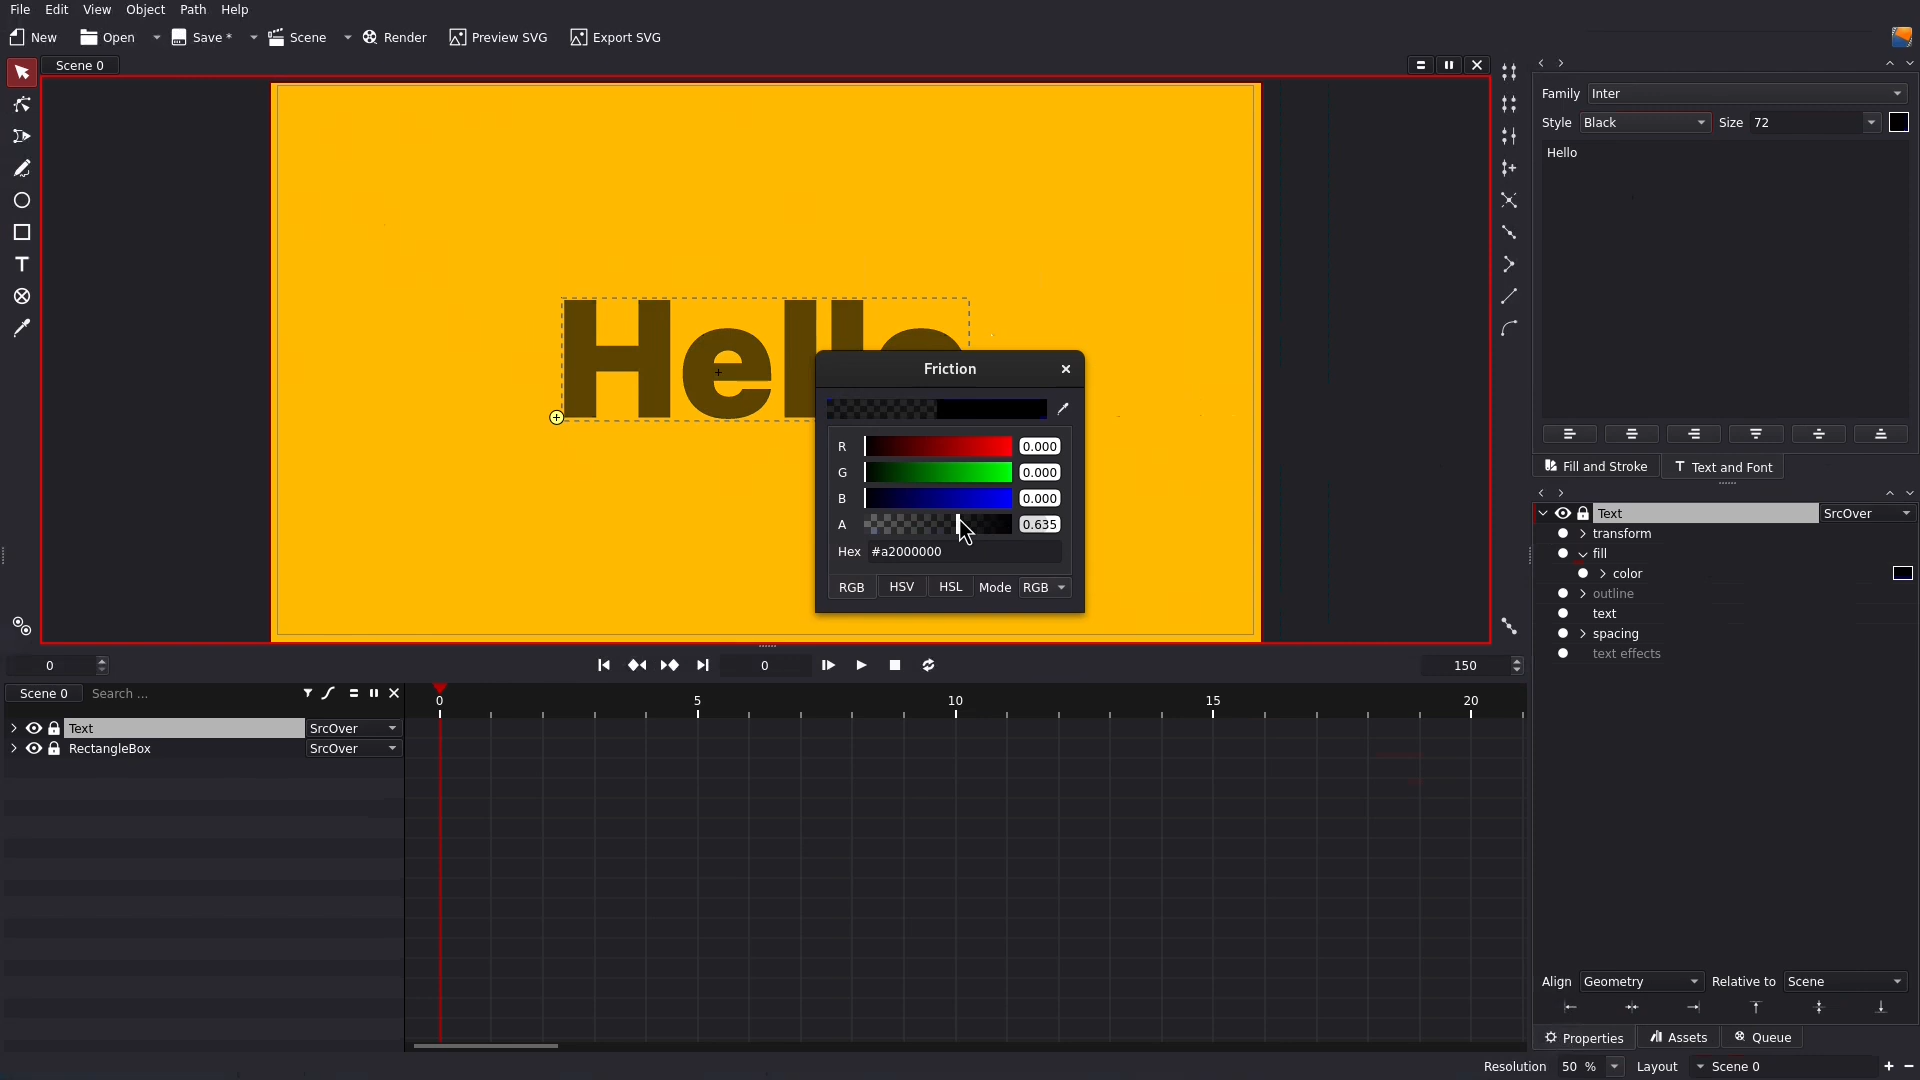 File Edit View Object Path Help
New Open Save * Scene Render Preview SVG Export SVG
Scene 0
Family Inter
Style Black Size 72
Hello
Hello
Friction
R 0.000
G 0.000
B 0.000
A 0.635
Hex #a2000000
RGB HSV HSL Mode RGB
Fill and Stroke Text and Font
Text SrcOver
transform
fill
color
outline
text
spacing
text effects
0 0 150
Scene 0 Search ...
0 5 10 15 20
Text SrcOver
RectangleBox SrcOver
Align Geometry Relative to Scene
Properties Assets Queue
Resolution 50 % Layout Scene 0